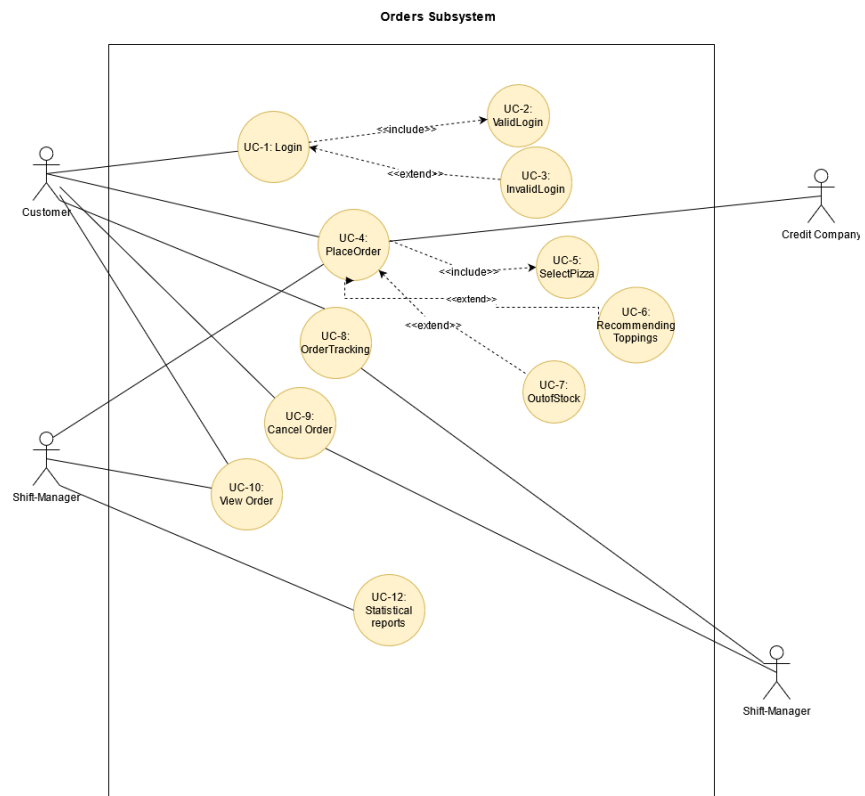 Orders Subsystem
UC-2:
ValidLogin
<<include>>
UC-1: Login
<<extend>>
UC-3:
InvalidLogin
Customer
Credit Company
UC-4:
PlaceOrder
UC-5:
SelectPizza
<<include>>
<<extend>>
UC-6:
Recommending
Toppings
<<extend>>
UC-8:
OrderTracking
UC-7:
OutofStock
UC-9:
Cancel Order
Shift-Manager
UC-10:
View Order
UC-12:
Statistical
reports
Shift-Manager